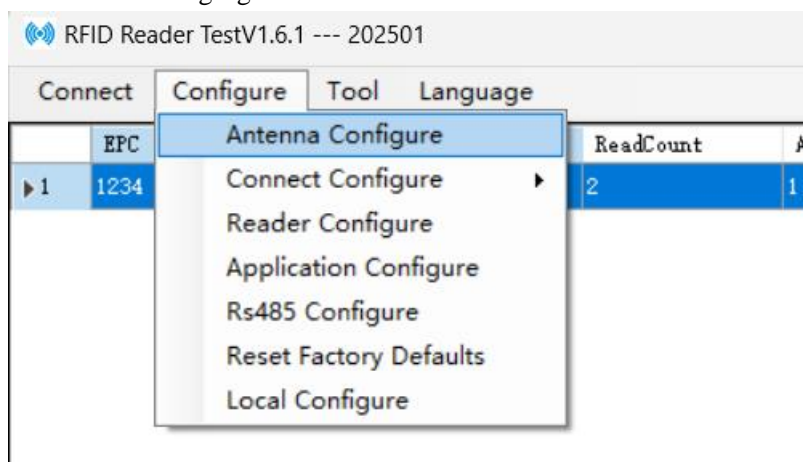 RFID Reader TestV1.6.1 --- 202501
Connect Configure Tool Language
EPC ReadCount
1 1234 2 1
Antenna Configure
Connect Configure
Reader Configure
Application Configure
Rs485 Configure
Reset Factory Defaults
Local Configure